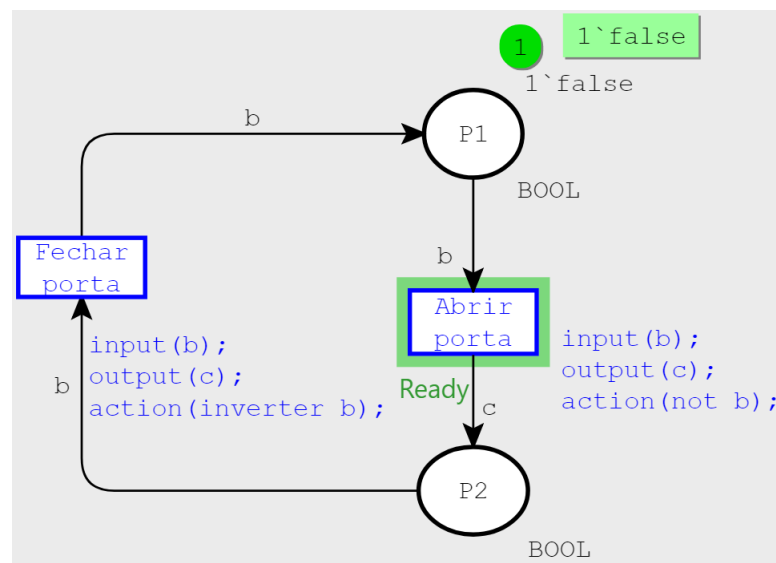 1
1`false
1`false
b
P1
BOOL
Fechar
porta
b
Abrir
porta
input(b);
output(c);
action(inverter b);
input(b);
output(c);
action(not b);
b
Ready
c
P2
BOOL